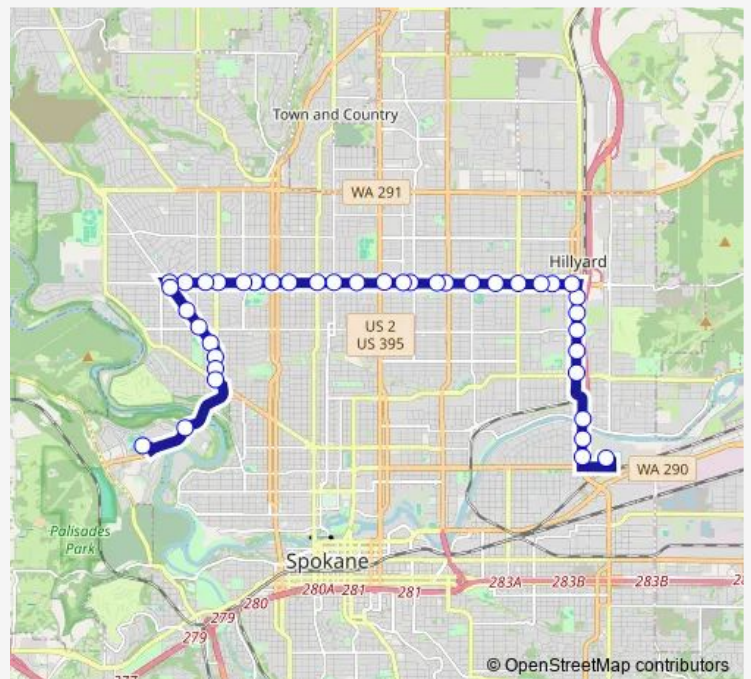 Town and Country
WA 291
Hillyard
US 2
US 395
WA 290
Palisades
Park
Spokane
283A
283B
283B
280A
281
281
280
279
279
© OpenStreetMap contributors